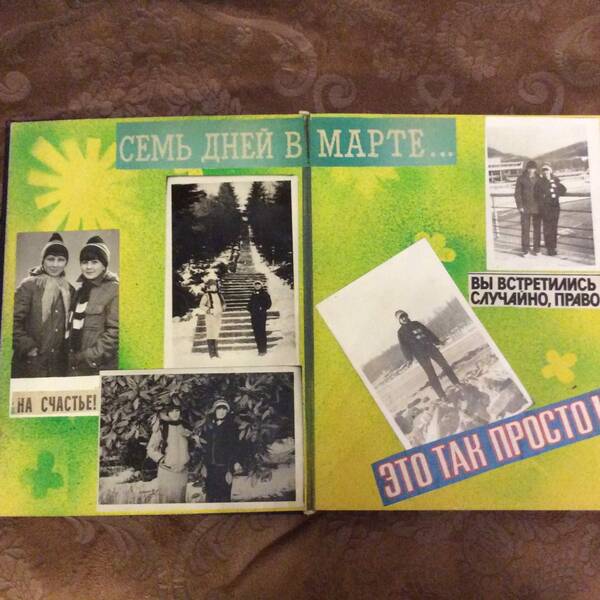 СЕМЬ ДНЕЙ В МАРТЕ...
НА СЧАСТЬЕ!
ВЫ ВСТРЕТИЛИСЬ
СЛУЧАЙНО, ПРАВО
ЭТО ТАК ПРОСТО!